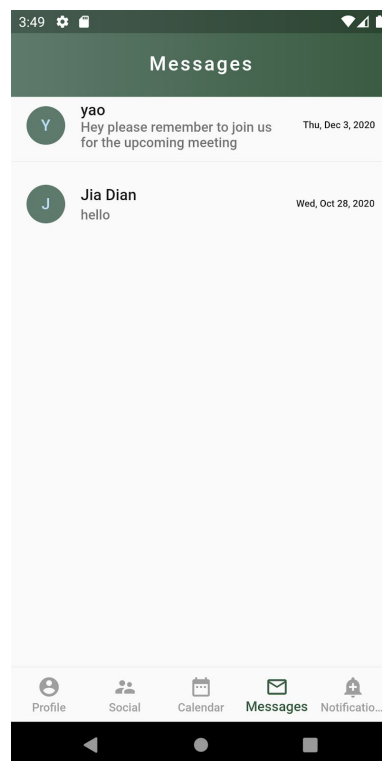 3:49
Messages
Y
yao
Hey please remember to join us
for the upcoming meeting
Thu, Dec 3, 2020
J
Jia Dian
hello
Wed, Oct 28, 2020
Profile
Social
Calendar
Messages
Notificatio...